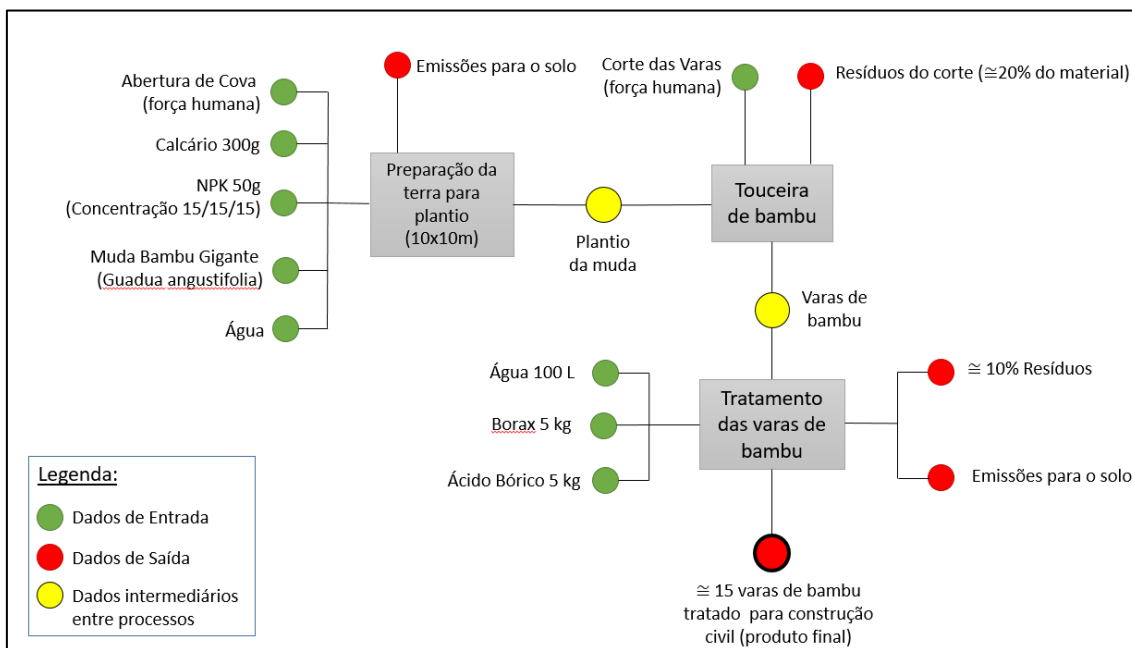 Abertura de Cova
(força humana)
Calcário 300g
NPK 50g
(Concentração 15/15/15)
Muda Bambu Gigante
(Guadua angustifolia)
Água
Emissões para o solo
Preparação da
terra para
plantio
(10x10m)
Plantio
da muda
Corte das Varas
(força humana)
Resíduos do corte (≅20% do material)
Touceira
de bambu
Varas de
bambu
Água 100 L
Borax 5 kg
Ácido Bórico 5 kg
Tratamento
das varas de
bambu
≅ 10% Resíduos
Emissões para o solo
≅ 15 varas de bambu
tratado para construção
civil (produto final)
Legenda:
Dados de Entrada
Dados de Saída
Dados intermediários
entre processos